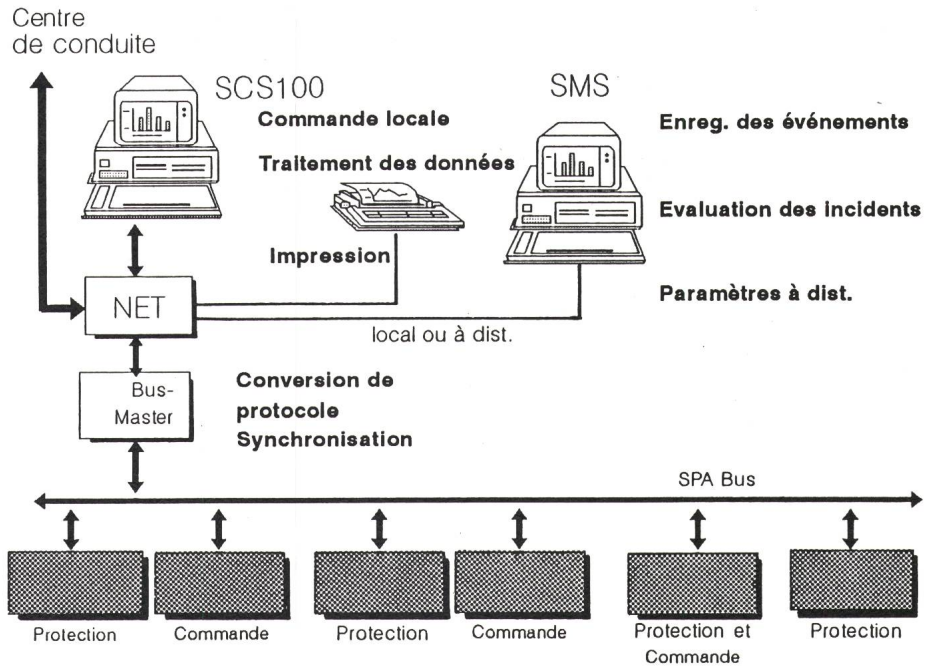 Centre
de conduite
SCS100
SMS
Commande locale
Traitement des données
Impression
Enreg. des événements
Evaluation des incidents
Paramètres à dist.
NET
local ou à dist.
Bus-
Master
Conversion de
protocole
Synchronisation
SPA Bus
Protection
Commande
Protection
Commande
Protection et
Commande
Protection